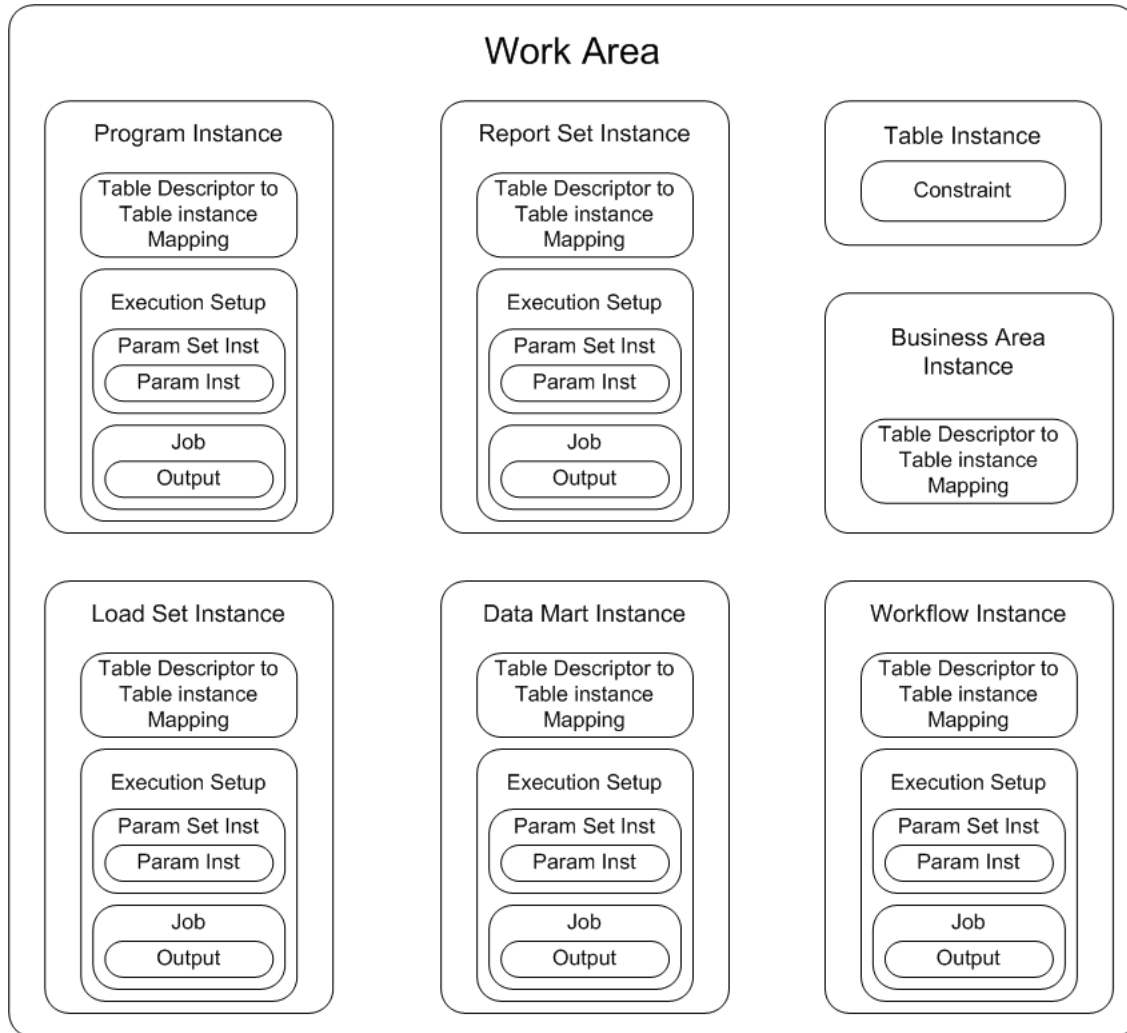 Work Area
Program Instance
Table Descriptor to
Table instance
Mapping
Execution Setup
Param Set Inst
Param Inst
Job
Output
Report Set Instance
Table Descriptor to
Table instance
Mapping
Execution Setup
Param Set Inst
Param Inst
Job
Output
Table Instance
Constraint
Business Area
Instance
Table Descriptor to
Table instance
Mapping
Load Set Instance
Table Descriptor to
Table instance
Mapping
Execution Setup
Param Set Inst
Param Inst
Job
Output
Data Mart Instance
Table Descriptor to
Table instance
Mapping
Execution Setup
Param Set Inst
Param Inst
Job
Output
Workflow Instance
Table Descriptor to
Table instance
Mapping
Execution Setup
Param Set Inst
Param Inst
Job
Output